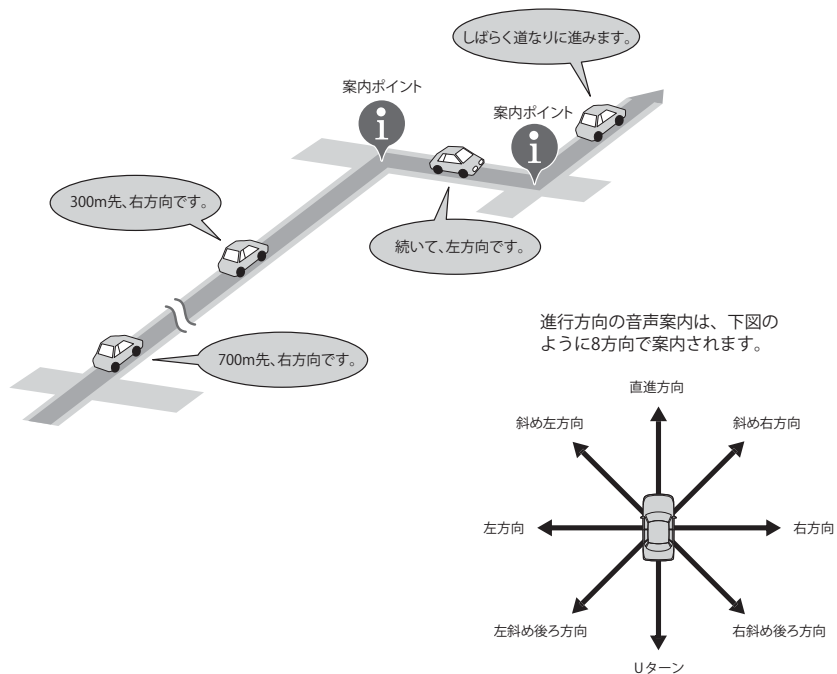 しばらく道なりに進みます。
案内ポイント
案内ポイント
300m先、右方向です。
続いて、左方向です。
700m先、右方向です。
進行方向の音声案内は、下図の
ように8方向で案内されます。
直進方向
斜め左方向
斜め右方向
左方向
右方向
左斜め後ろ方向
右斜め後ろ方向
Uターン